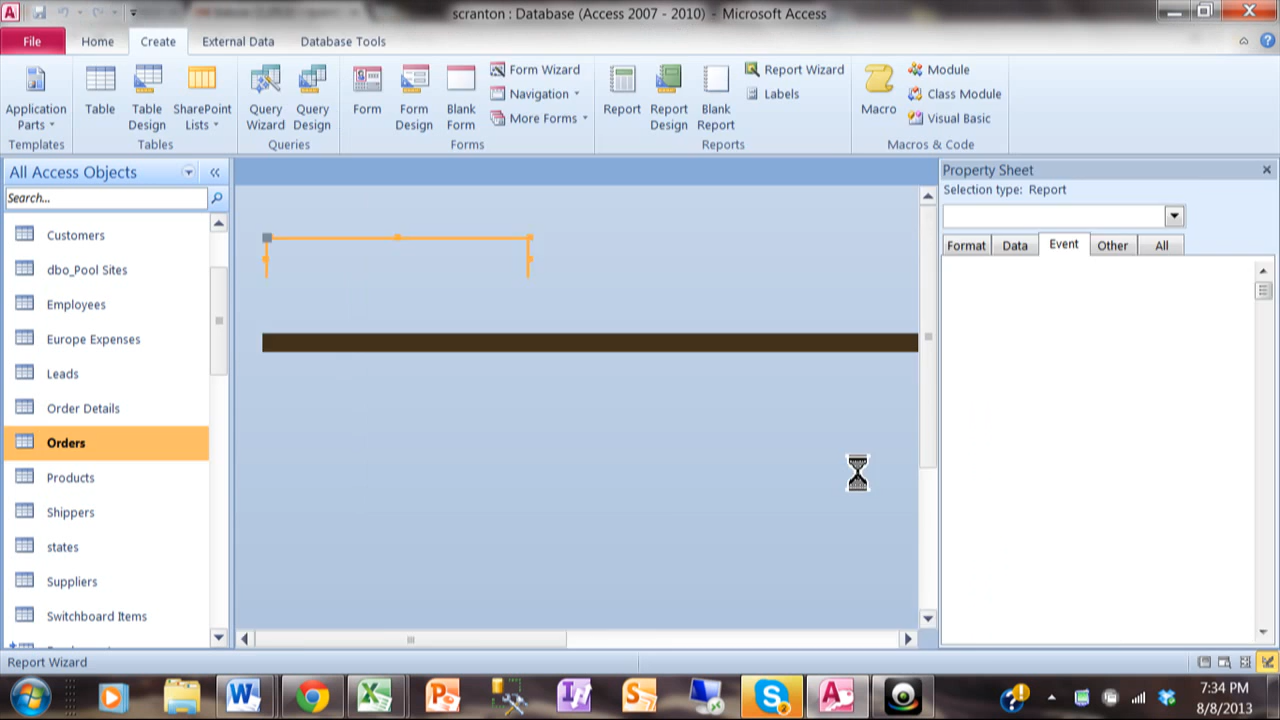 scranton : Database (Access 2007 - 2010) - Microsoft Access
File Home Create External Data Database Tools
Application Parts
Table
Table Design
SharePoint Lists
Query Wizard
Query Design
Form
Form Design
Blank Form
Form Wizard
Navigation
More Forms
Report
Report Design
Blank Report
Report Wizard
Labels
Macro
Module
Class Module
Visual Basic
Templates Tables Queries Forms Reports Macros & Code
All Access Objects
Search...
Customers
dbo_Pool Sites
Employees
Europe Expenses
Leads
Order Details
Orders
Products
Shippers
states
Suppliers
Switchboard Items
Property Sheet
Selection type: Report
Format Data Event Other All
Report Wizard
7:34 PM
8/8/2013